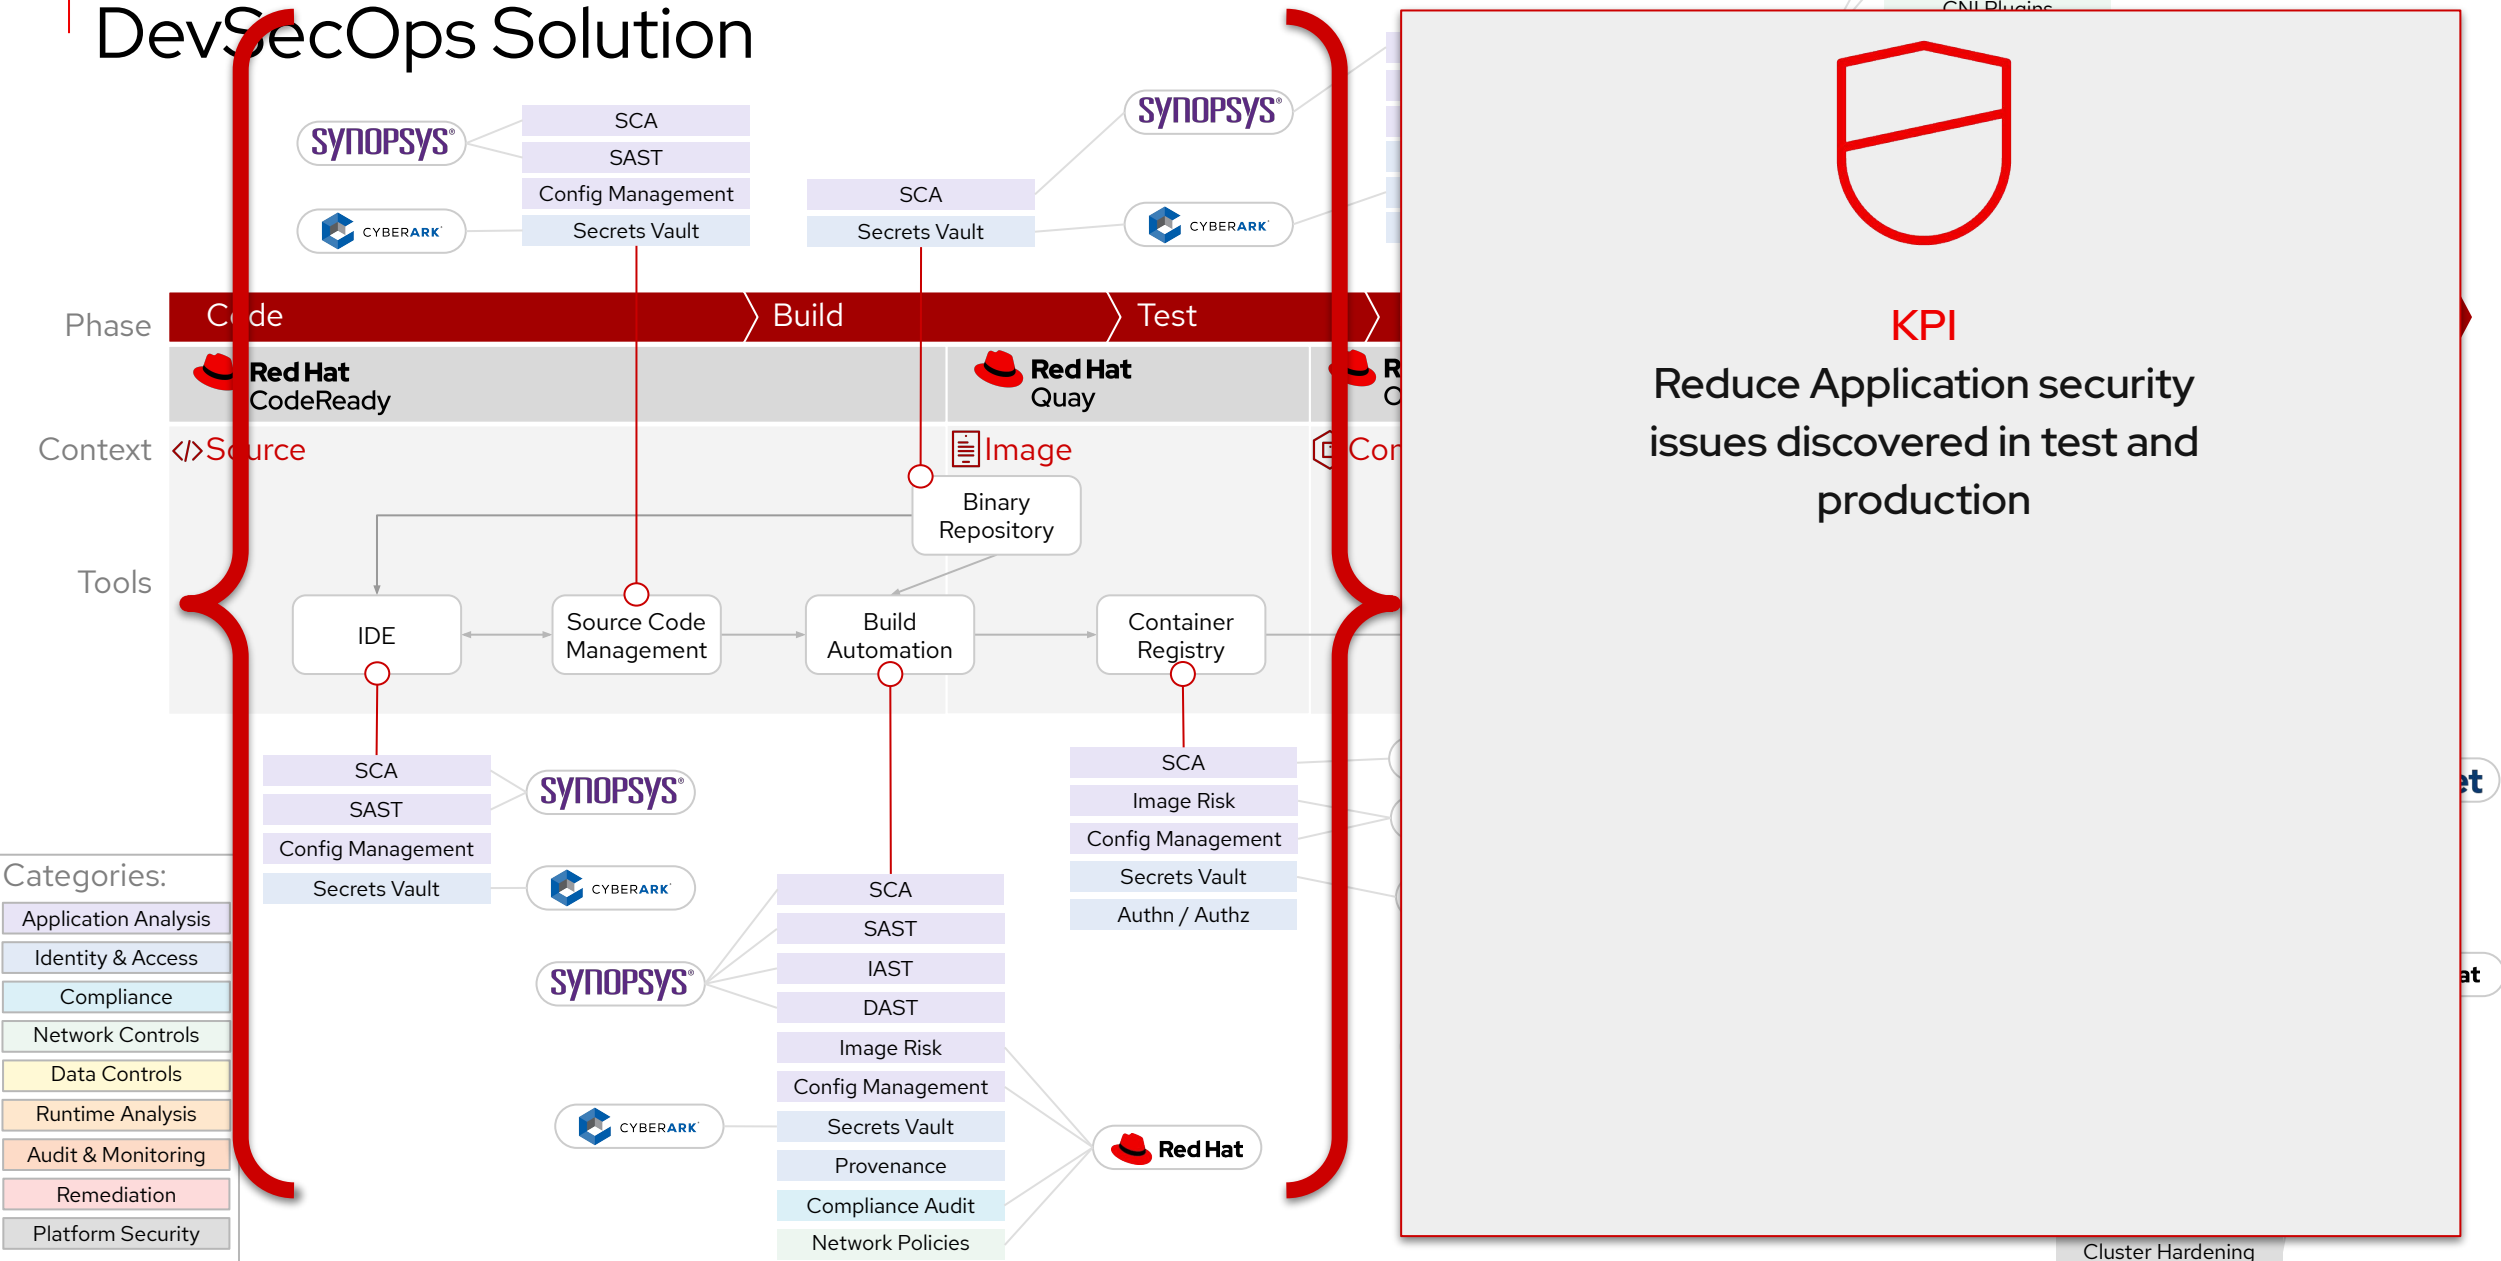 DevSecOps Solution
CNI Plugins
SYNOPSYS®
SCA
SAST
Config Management
CYBERARK
Secrets Vault
SCA
Secrets Vault
SYNOPSYS®
CYBERARK
Phase
Code
Build
Test
Red Hat
CodeReady
Red Hat
Quay
Context
</>Source
Image
Tools
Binary
Repository
IDE
Source Code
Management
Build
Automation
Container
Registry
SCA
SAST
Config Management
Secrets Vault
SYNOPSYS®
CYBERARK
SCA
SAST
IAST
DAST
Image Risk
Config Management
Secrets Vault
Provenance
Compliance Audit
Network Policies
SYNOPSYS®
CYBERARK
Red Hat
SCA
Image Risk
Config Management
Secrets Vault
Authn / Authz
Categories:
Application Analysis
Identity & Access
Compliance
Network Controls
Data Controls
Runtime Analysis
Audit & Monitoring
Remediation
Platform Security
KPI
Reduce Application security
issues discovered in test and
production
Cluster Hardening